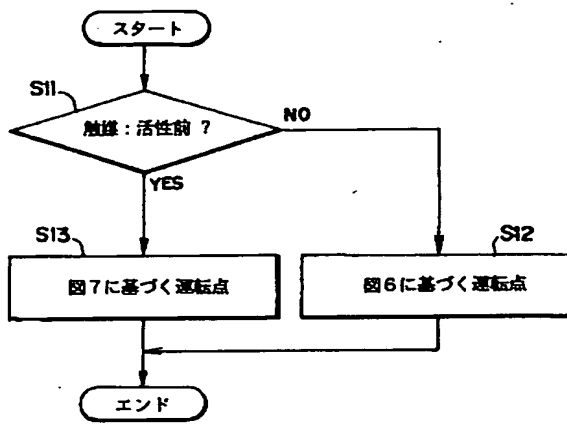 スタート
S11
触媒：活性前 ?
NO
YES
S13
図7に基づく運転点
S12
図6に基づく運転点
エンド